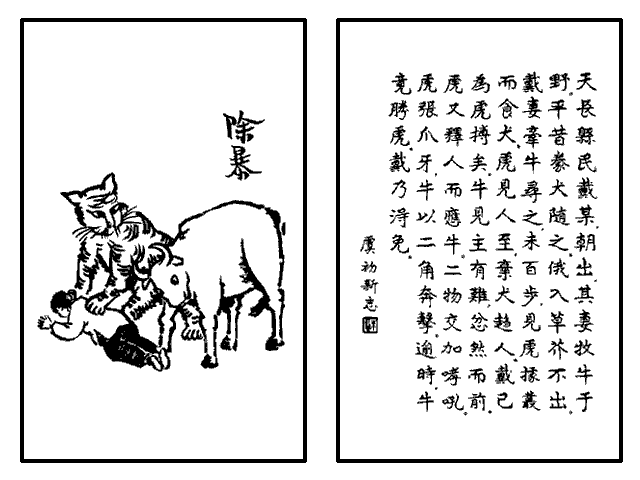 除暴
天長縣民戴某。朝出。其妻牧牛于
野。平昔豢犬隨之。俄入草芥不出。
戴妻牽牛尋之。未百步。見虎據叢
而食犬。虎見人至。棄犬趨人。戴已
為虎搏矣。牛見主有難。忿然而前。
虎又釋人而應牛。二物交加哮吼。
虎張爪牙。牛以二角奔擊。逾時。牛
竟勝虎。戴乃淂免。
虞初新志